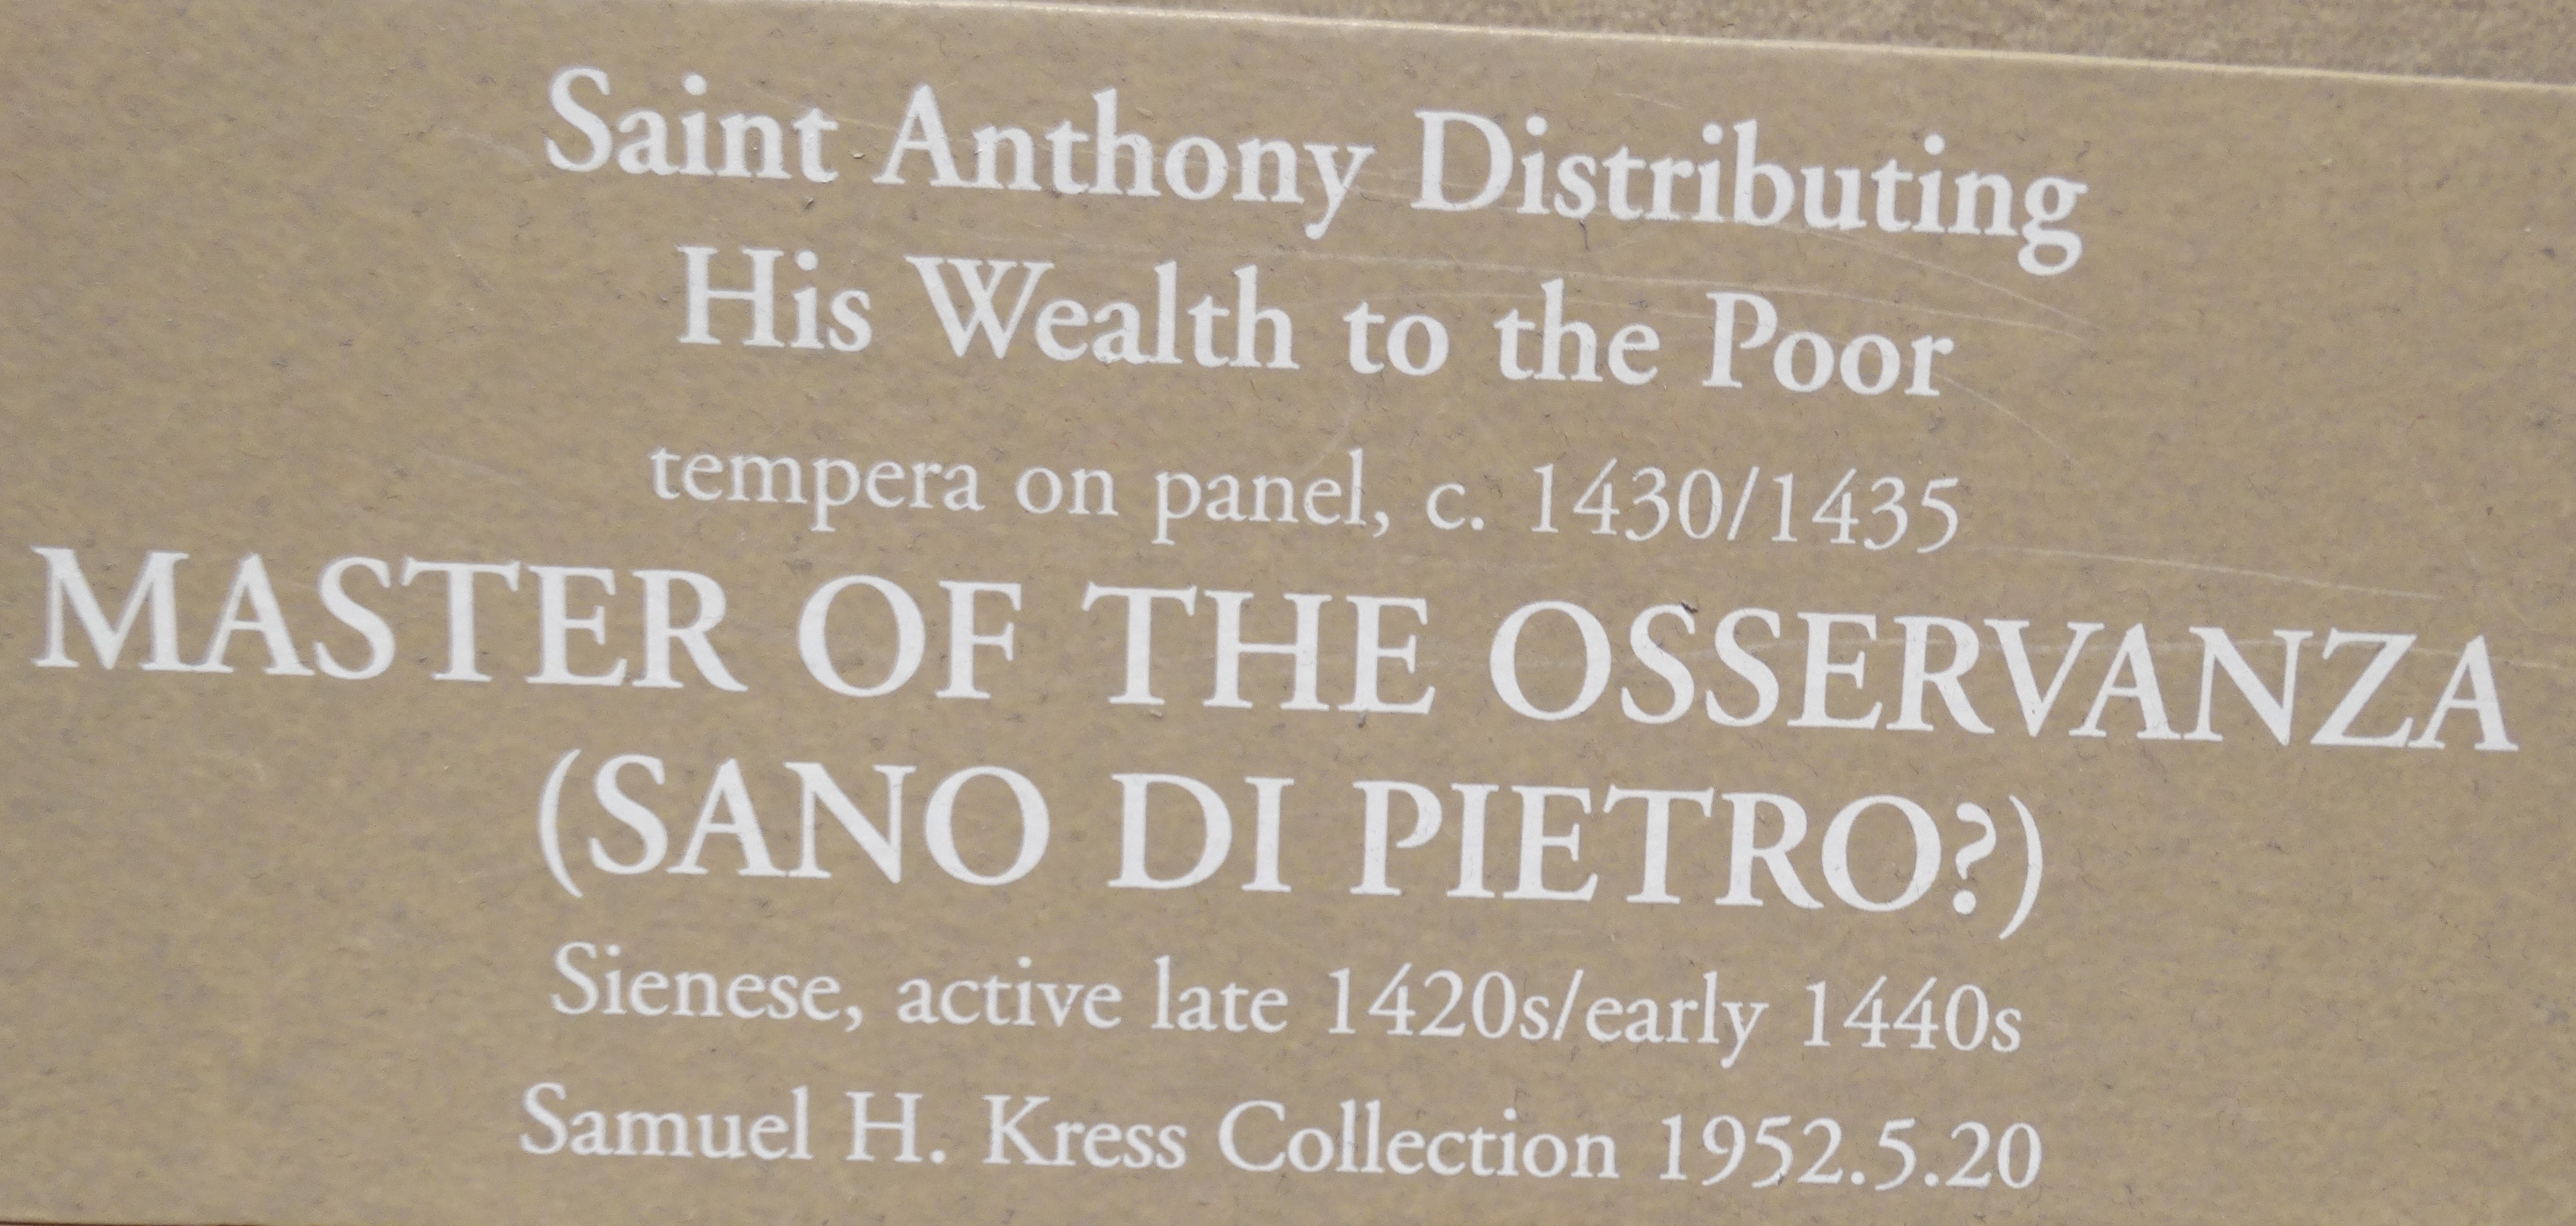 Saint Anthony Distributing
His Wealth to the Poor
tempera on panel, c. 1430/1435
MASTER OF THE OSSERVANZA
(SANO DI PIETRO?)
Sienese, active late 1420s/early 1440s
Samuel H. Kress Collection 1952.5.20